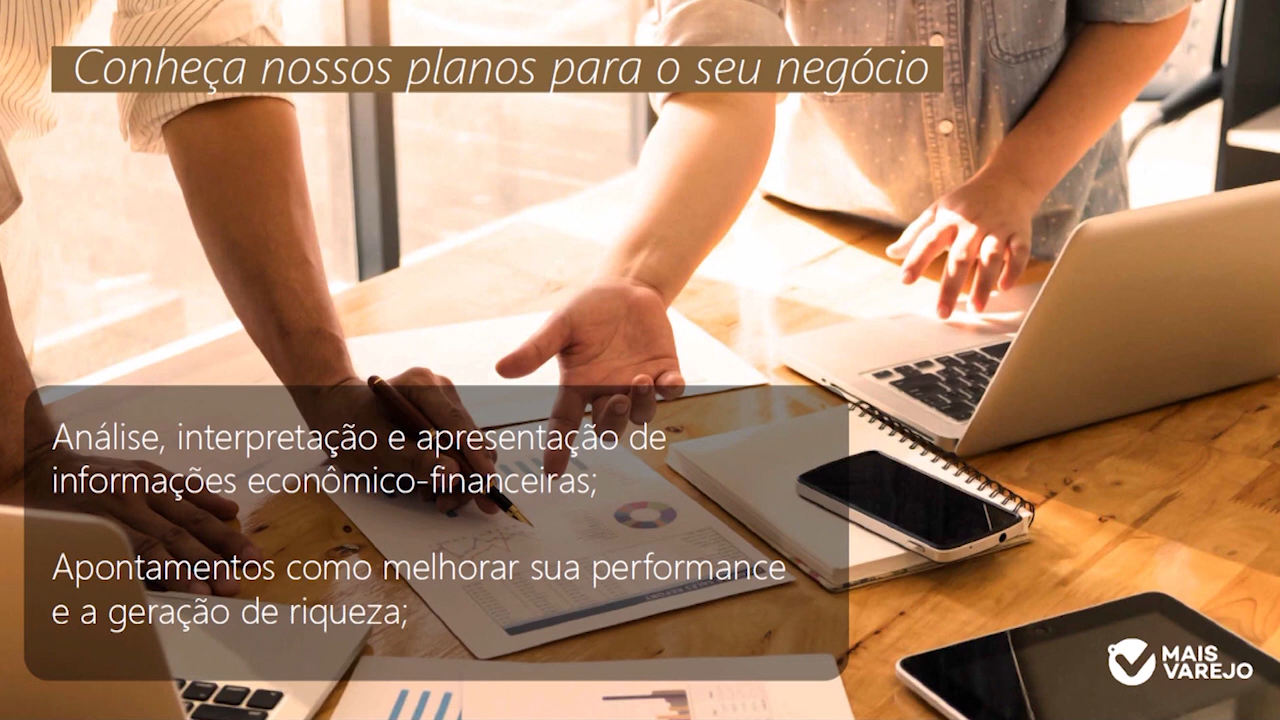 Conheça nossos planos para o seu negócio
Análise, interpretação e apresentação de
informações econômico-financeiras;
Apontamentos como melhorar sua performance
e a geração de riqueza;
MAIS
VAREJO